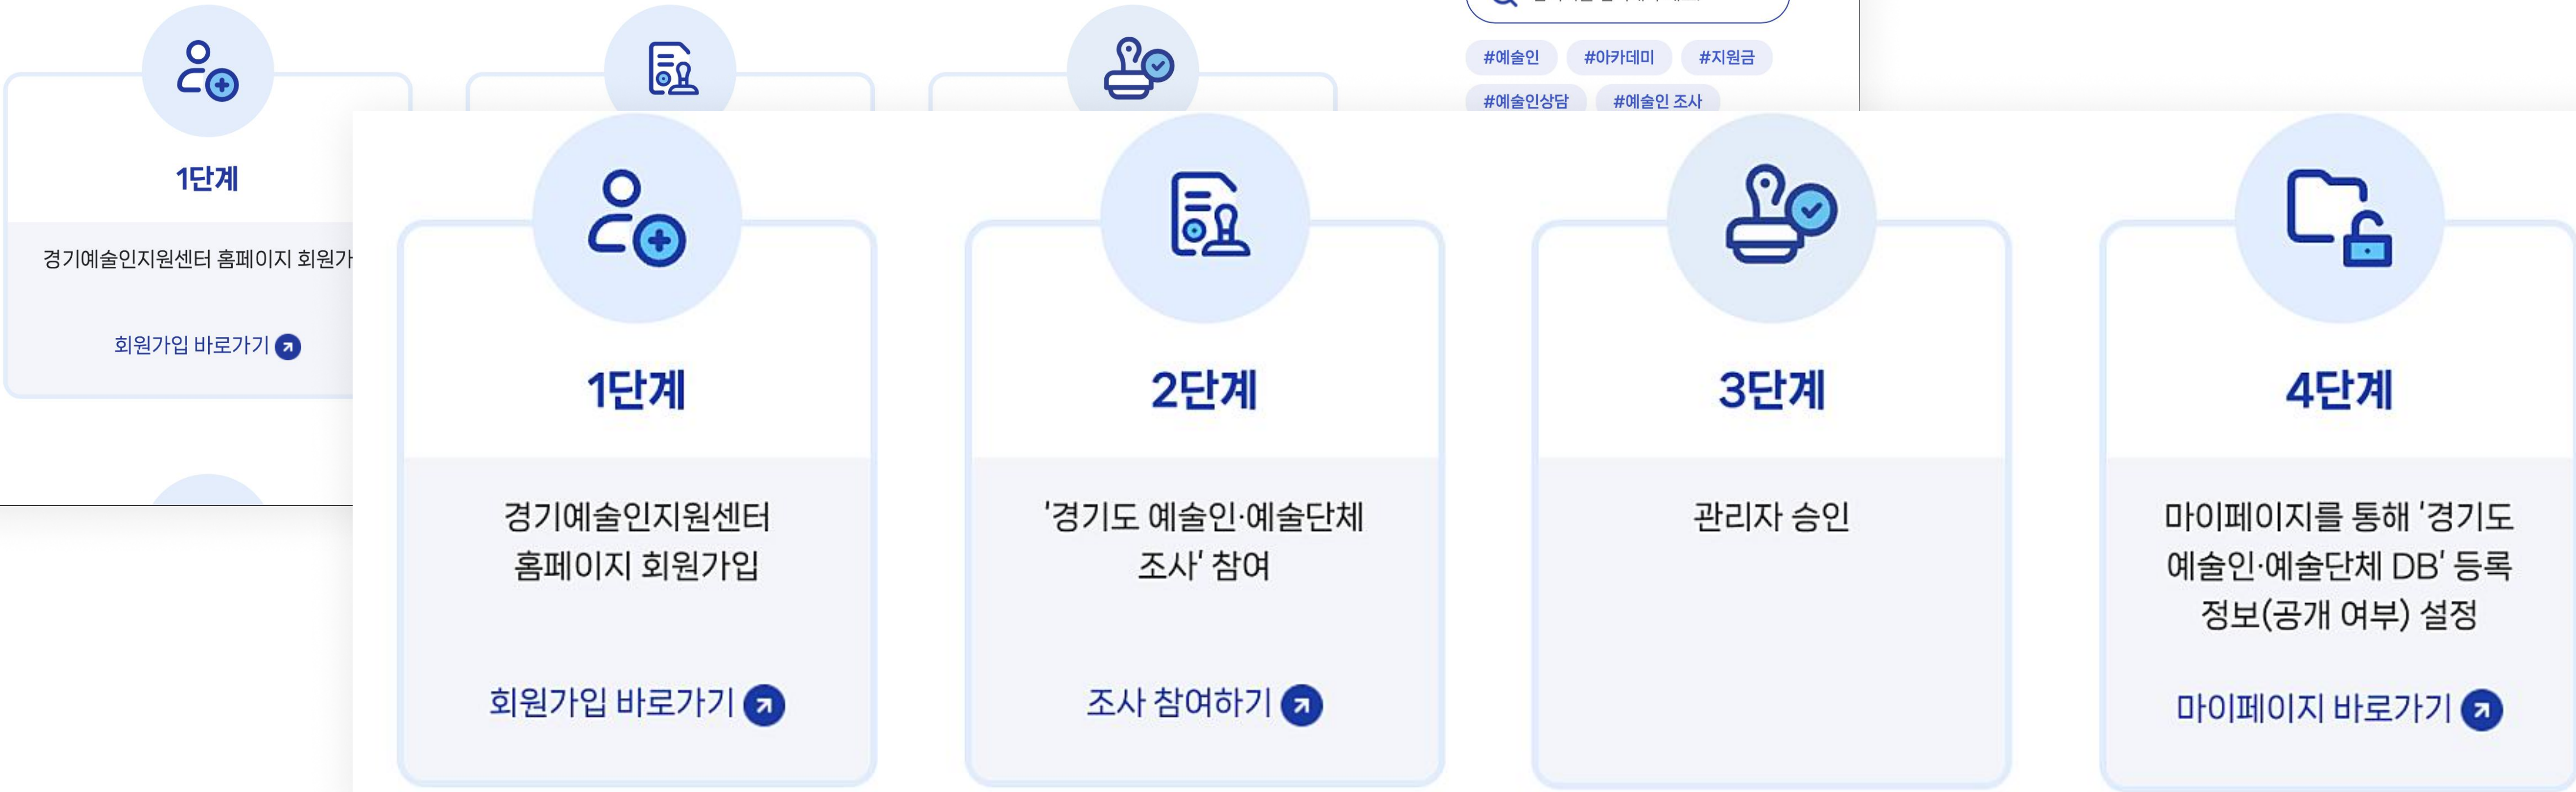 #예술인 #아카데미 #지원금
#예술인상담 #예술인 조사
1단계
경기예술인지원센터 홈페이지 회원가
회원가입 바로가기
1단계
경기예술인지원센터
홈페이지 회원가입
회원가입 바로가기
2단계
'경기도 예술인·예술단체
조사' 참여
조사 참여하기
3단계
관리자 승인
4단계
마이페이지를 통해 '경기도
예술인·예술단체 DB' 등록
정보(공개 여부) 설정
마이페이지 바로가기